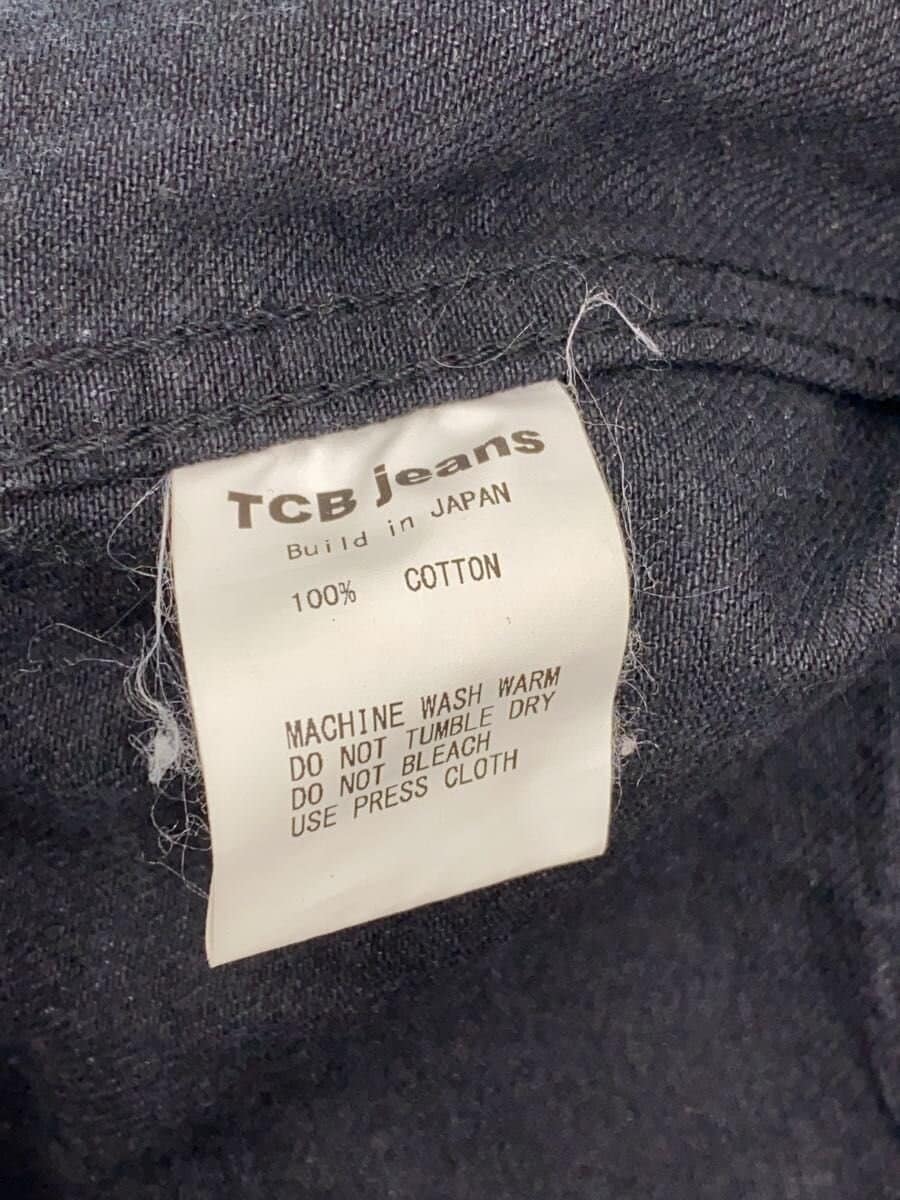 TCB jeans
Build in JAPAN
100% COTTON
MACHINE WASH WARM
DO NOT TUMBLE DRY
DO NOT BLEACH
USE PRESS CLOTH